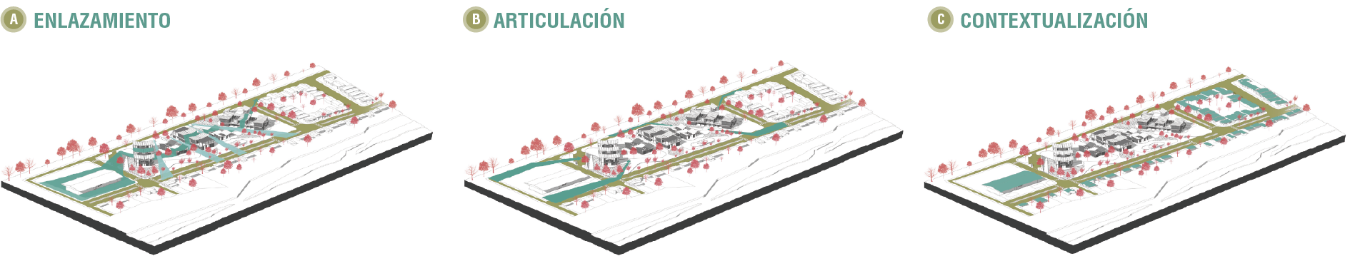 A ENLAZAMIENTO
B ARTICULACIÓN
C CONTEXTUALIZACIÓN